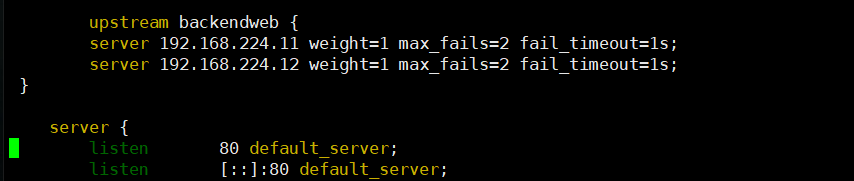 upstream backendweb {
server 192.168.224.11 weight=1 max_fails=2 fail_timeout=1s;
server 192.168.224.12 weight=1 max_fails=2 fail_timeout=1s;
}
server {
listen 80 default_server;
listen [::]:80 default_server;